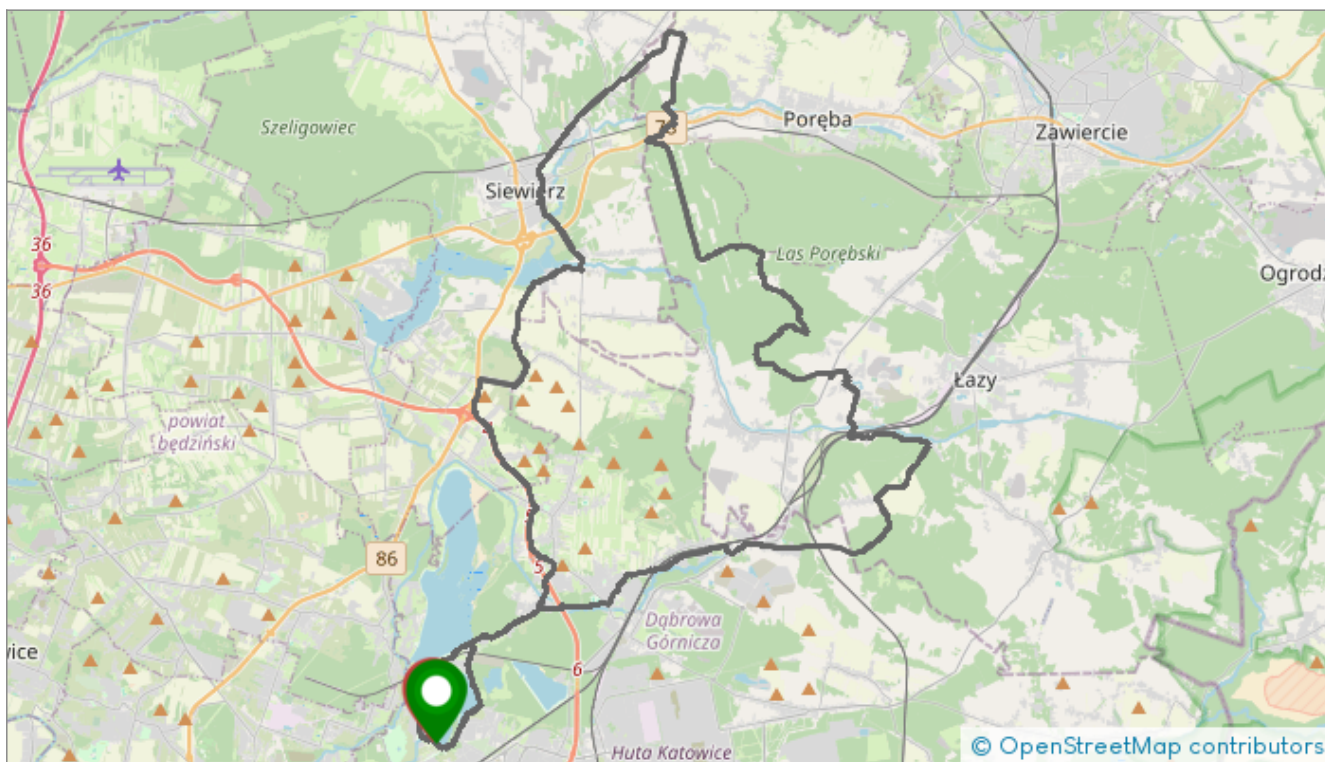 Szeligowiec
Poręba
Zawiercie
Siewierz
36
36
Las Porębski
Ogrodz
Łazy
powiat
będziński
86
5
Dąbrowa
Górnicza
wice
6
Huta Katowice
© OpenStreetMap contributors